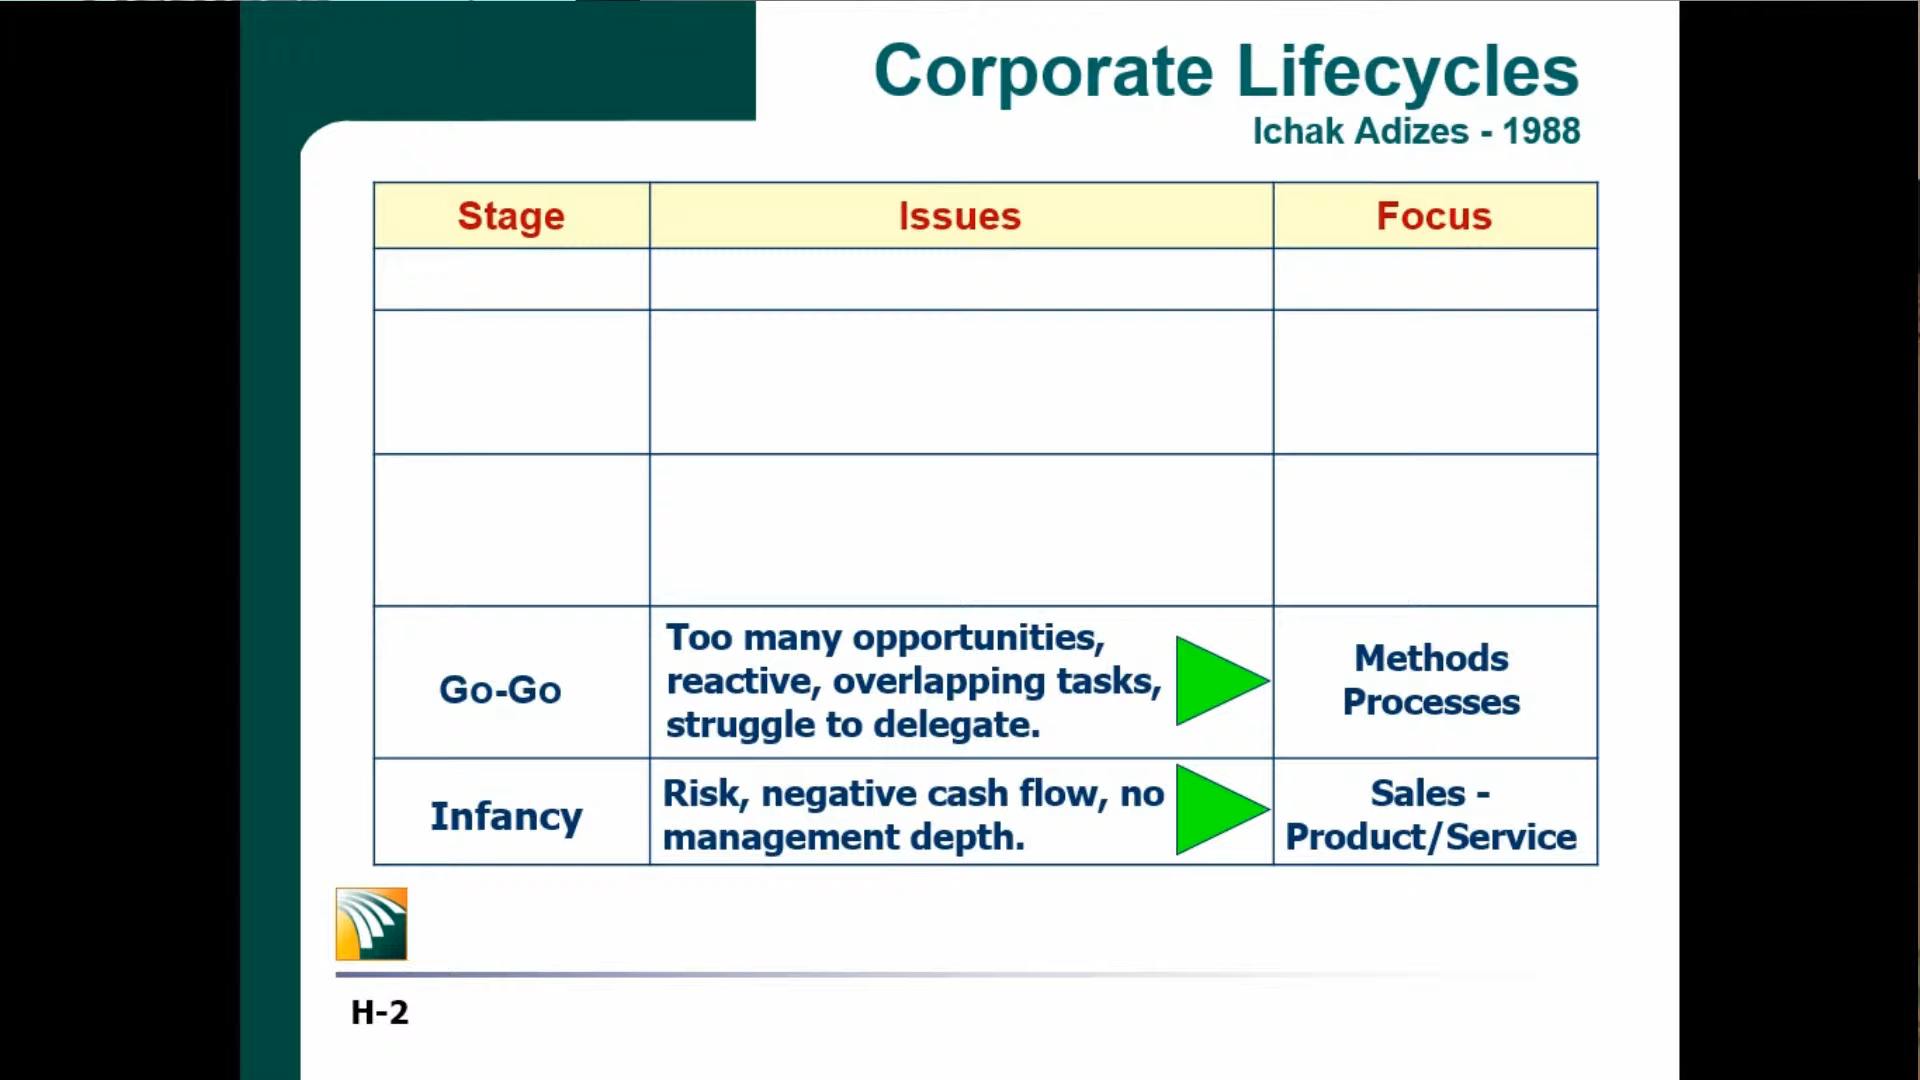 Corporate Lifecycles
Ichak Adizes - 1988
Stage Issues Focus
Go-Go
Too many opportunities,
reactive, overlapping tasks,
struggle to delegate.
Methods
Processes
Infancy
Risk, negative cash flow, no
management depth.
Sales -
Product/Service
H-2